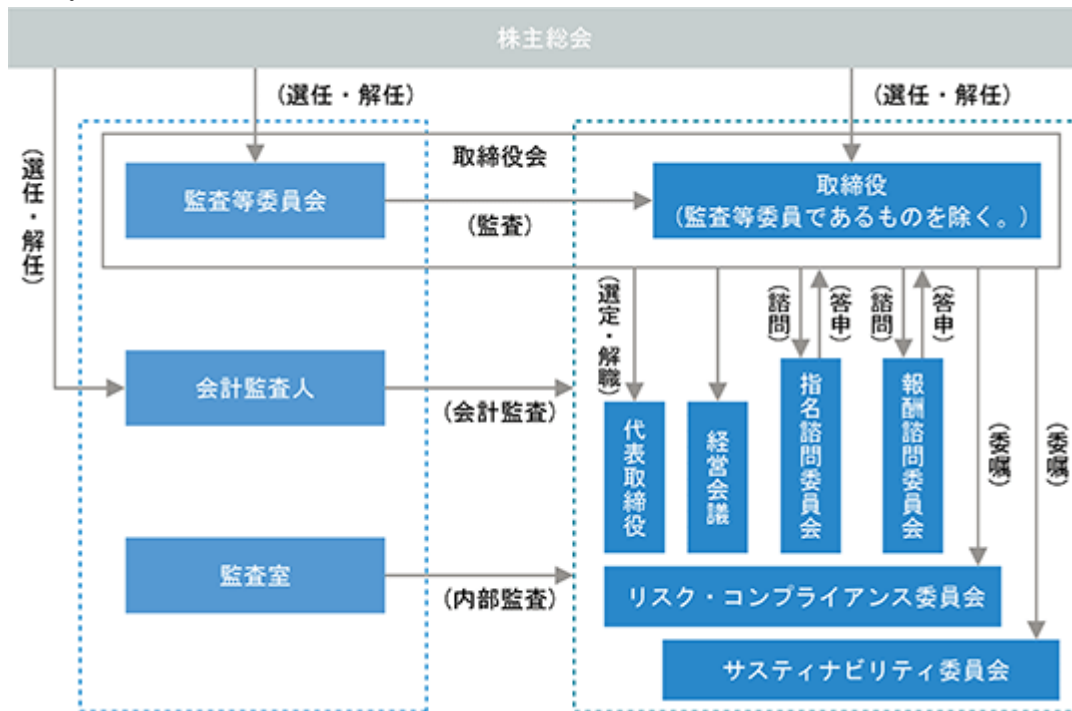 株主総会
(選任・解任)
(選任・解任)
(選任・解任)
取締役会
監査等委員会
(監査)
取締役
(監査等委員であるものを除く。)
(選定・解職)
(諮問)
(答申)
(諮問)
(答申)
(委嘱)
(委嘱)
会計監査人
(会計監査)
代表取締役
経営会議
指名諮問委員会
報酬諮問委員会
監査室
(内部監査)
リスク・コンプライアンス委員会
サスティナビリティ委員会